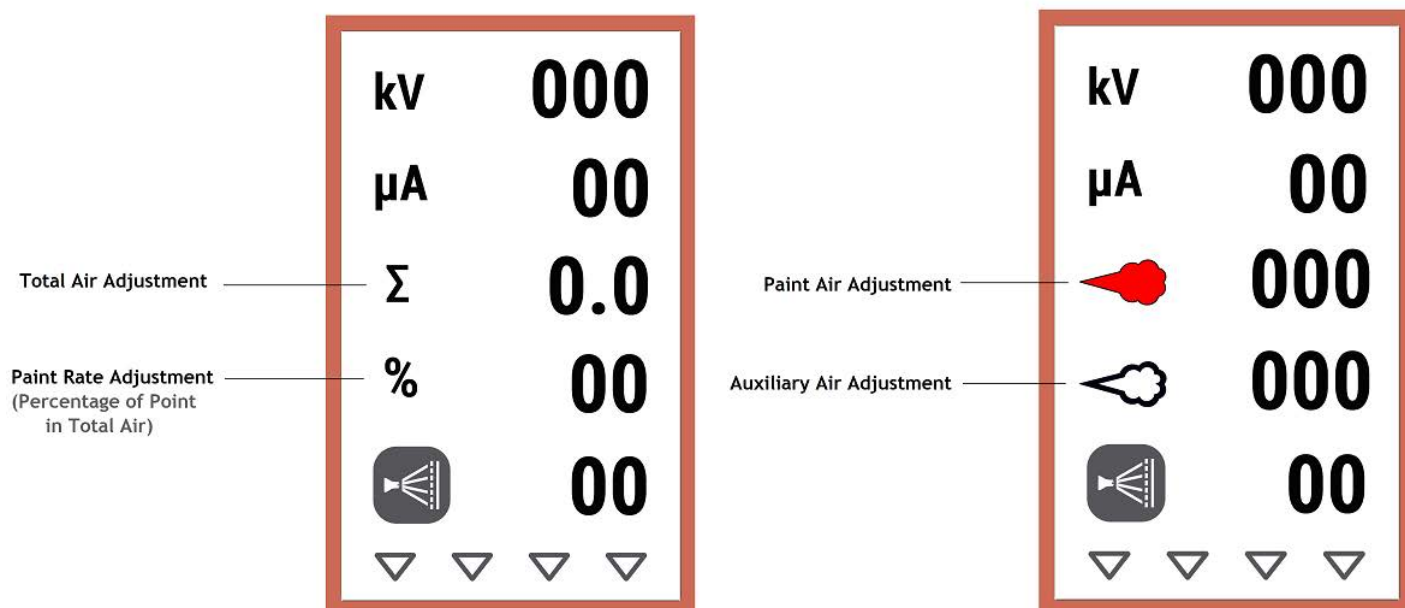 kV 000
µA 00
Total Air Adjustment
Σ 0.0
Paint Rate Adjustment
(Percentage of Point
in Total Air)
% 00
00
kV 000
µA 00
Paint Air Adjustment
000
Auxiliary Air Adjustment
000
00